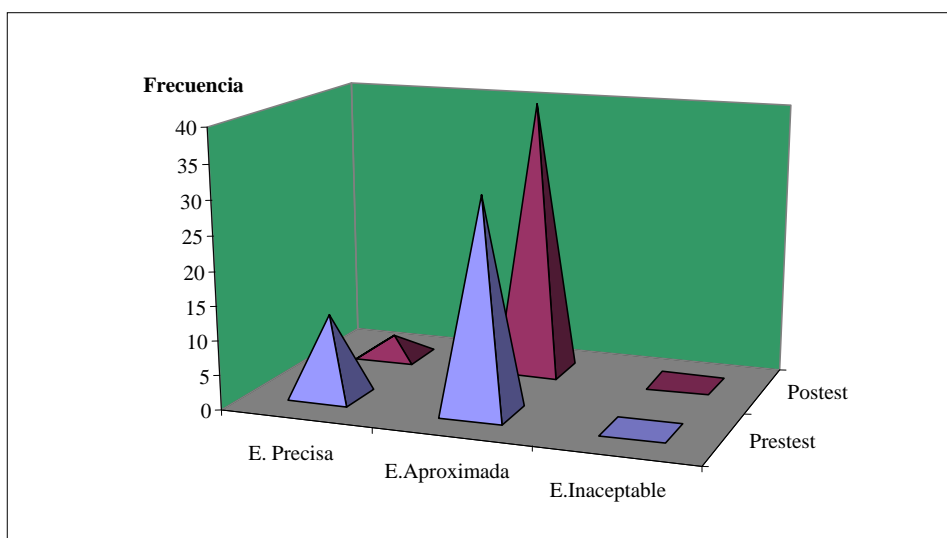 Frecuencia
40
35
30
25
20
15
10
5
0
E. Precisa
E.Aproximada
E.Inaceptable
Prestest
Postest